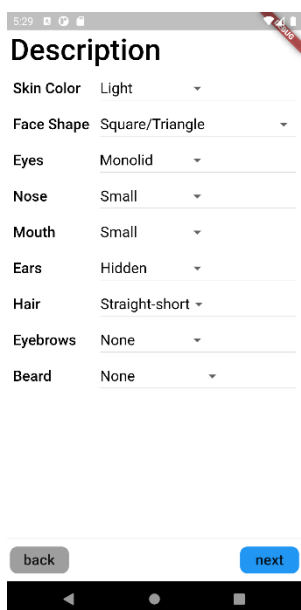 5:29
DEBUG
Description
Skin Color Light
Face Shape Square/Triangle
Eyes Monolid
Nose Small
Mouth Small
Ears Hidden
Hair Straight-short
Eyebrows None
Beard None
back next